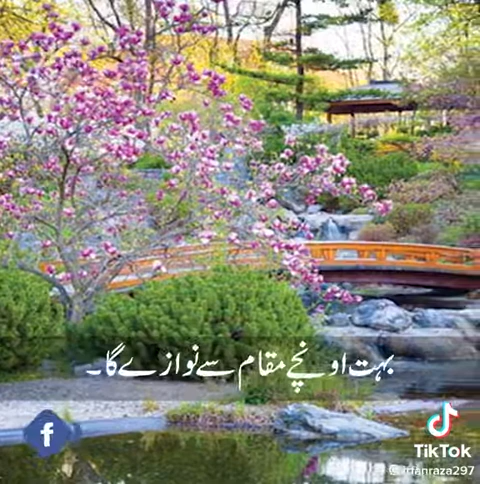 بہت اونچے مقام سے نوازے گا۔
f
TikTok
@irfanraza297